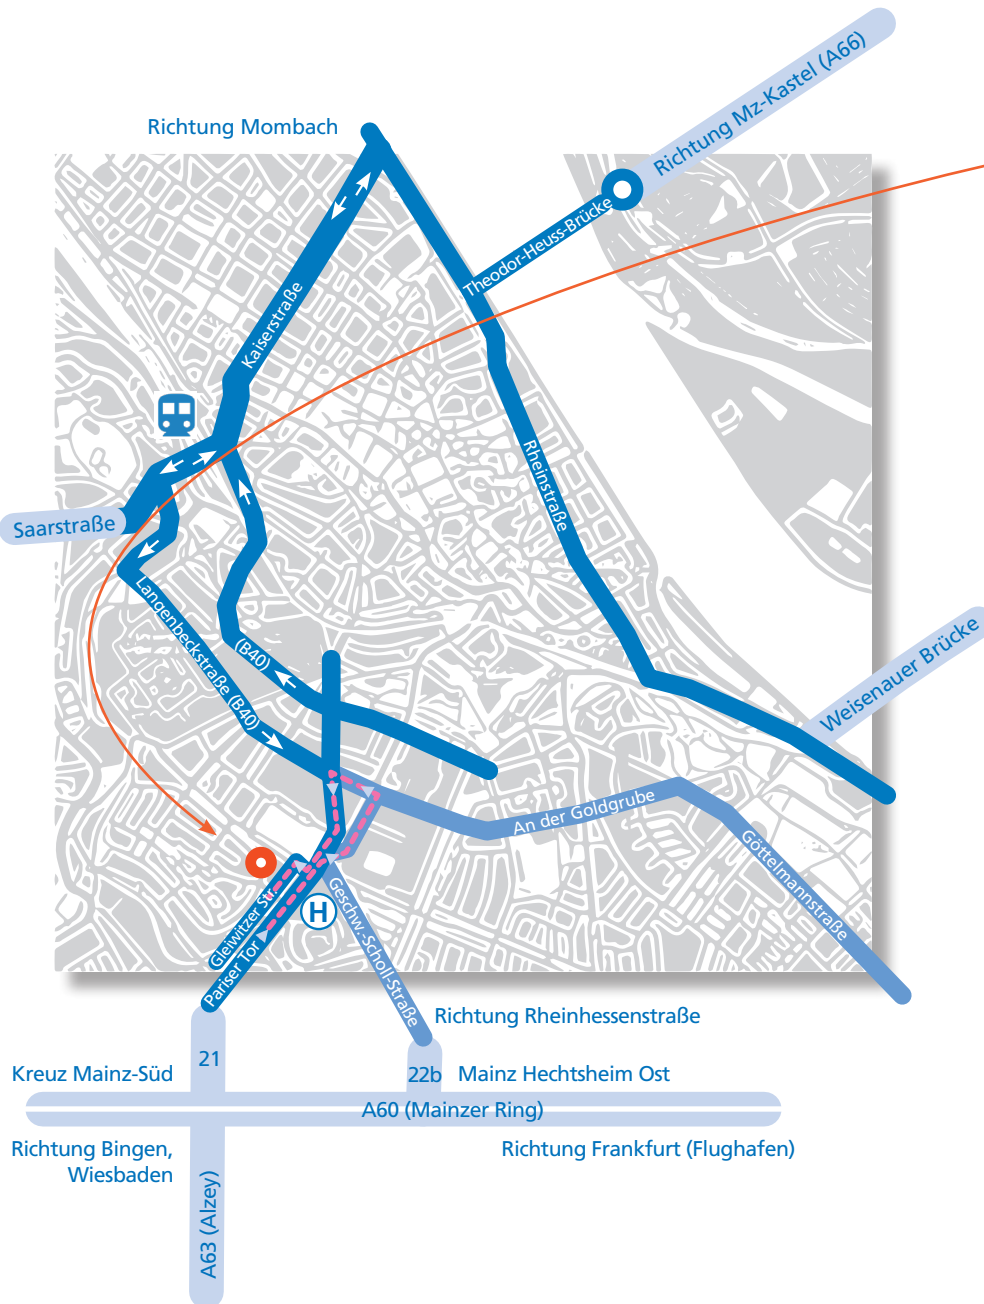 Richtung Mz-Kastel (A66)
Richtung Mombach
Theodor-Heuss-Brücke
Kaiserstraße
Rheinstraße
Saarstraße
Langenbeckstraße (B40)
(B40)
Weisenauer Brücke
An der Goldgrube
Göttelmannstraße
Gleiwitzer Str.
H
Geschw.-Scholl-Straße
Pariser Tor
Richtung Rheinhessenstraße
21
Kreuz Mainz-Süd
22b
Mainz Hechtsheim Ost
A60 (Mainzer Ring)
Richtung Bingen,
Wiesbaden
Richtung Frankfurt (Flughafen)
A63 (Alzey)